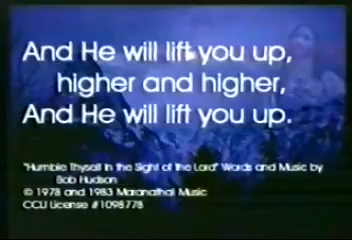 And He will lift you up,
higher and higher,
And He will lift you up.
"Humble Thyself In the Sight of the Lord" Words and Music by
Bob Hudson
© 1978 and 1983 Maranatha! Music
CCLI License #1098778